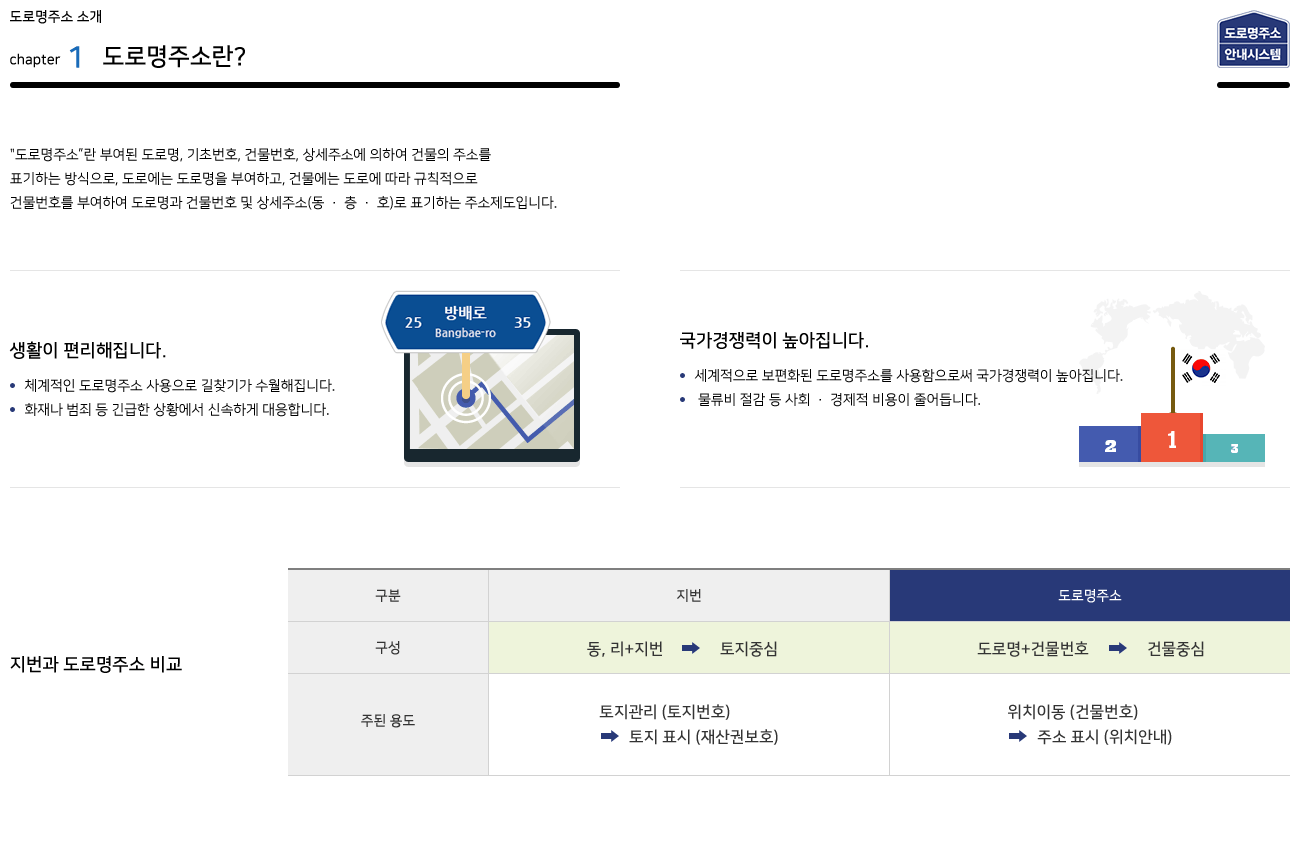 도로명주소 소개
chapter 1 도로명주소란?
도로명주소
안내시스템
"도로명주소"란 부여된 도로명, 기초번호, 건물번호, 상세주소에 의하여 건물의 주소를
표기하는 방식으로, 도로에는 도로명을 부여하고, 건물에는 도로에 따라 규칙적으로
건물번호를 부여하여 도로명과 건물번호 및 상세주소(동 · 층 · 호)로 표기하는 주소제도입니다.
생활이 편리해집니다.
체계적인 도로명주소 사용으로 길찾기가 수월해집니다.
화재나 범죄 등 긴급한 상황에서 신속하게 대응합니다.
25 방배로 35
Bangbae-ro
국가경쟁력이 높아집니다.
세계적으로 보편화된 도로명주소를 사용함으로써 국가경쟁력이 높아집니다.
물류비 절감 등 사회 · 경제적 비용이 줄어듭니다.
2 1 3
지번과 도로명주소 비교
구분 지번 도로명주소
구성 동, 리+지번 ➡ 토지중심 도로명+건물번호 ➡ 건물중심
주된 용도
토지관리 (토지번호)
➡ 토지 표시 (재산권보호)
위치이동 (건물번호)
➡ 주소 표시 (위치안내)